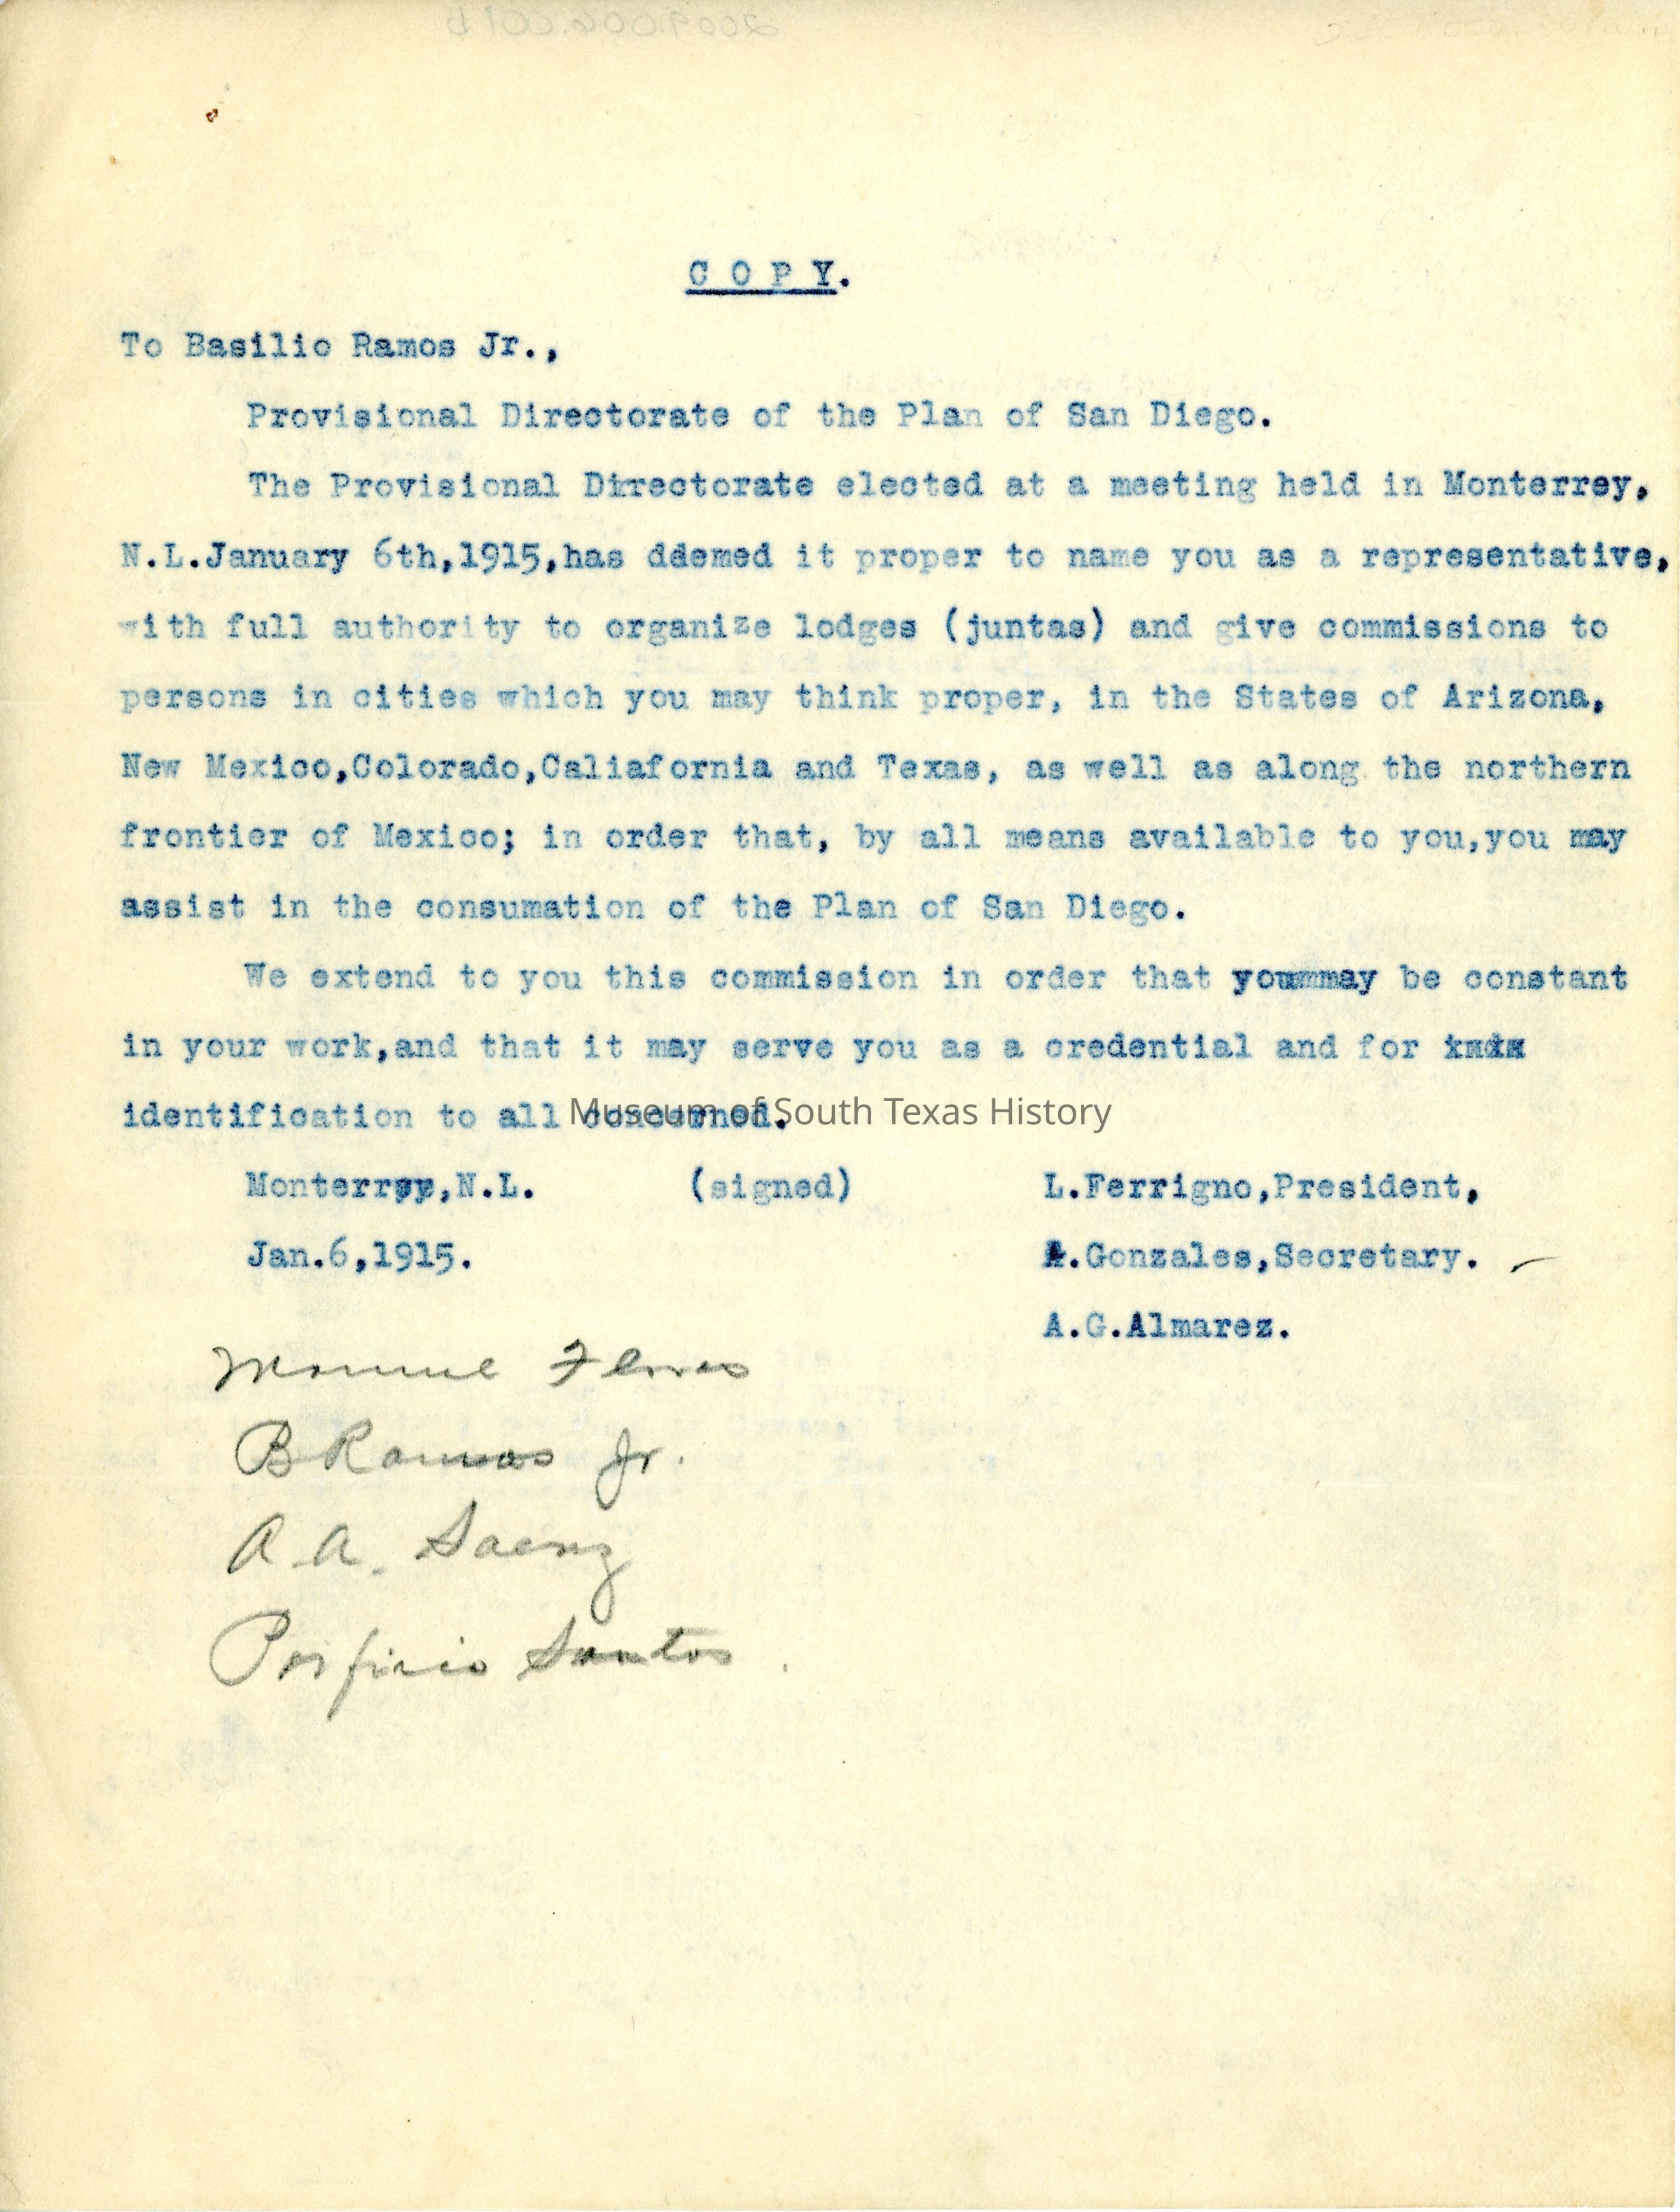 C O P Y.
To Basilio Ramos Jr.,
Provisional Directorate of the Plan of San Diego.
The Provisional Directorate elected at a meeting held in Monterrey,
N.L.January 6th,1915,has ddemed it proper to name you as a representative,
with full authority to organize lodges (juntas) and give commissions to
persons in cities which you may think proper, in the States of Arizona,
New Mexico,Colorado,Caliafornia and Texas, as well as along the northern
frontier of Mexico; in order that, by all means available to you,you may
assist in the consumation of the Plan of San Diego.
We extend to you this commission in order that you may be constant
in your work,and that it may serve you as a credential and for
identification to all concerned.
Museum of South Texas History
Monterrey,N.L. (signed) L.Ferrigno,President,
Jan.6,1915. A.Gonzales,Secretary.
A.G.Almarez.
Manuel Flores
B Ramos Jr.
A. A. Saenz
Porfirio Santos